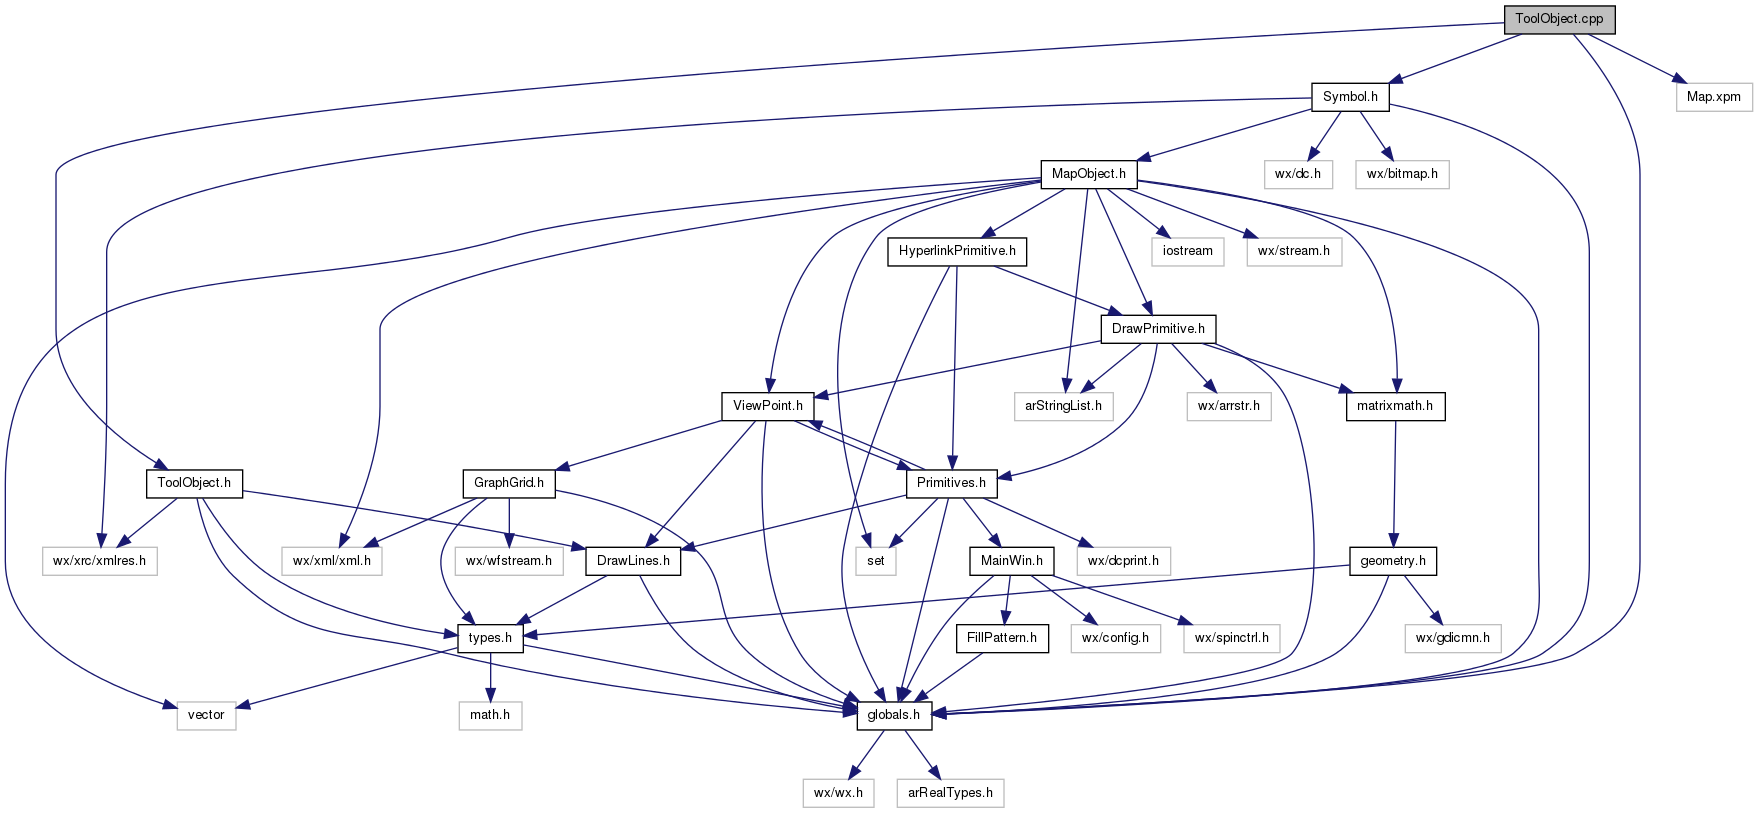 ToolObject.cpp
Symbol.h
Map.xpm
MapObject.h
wx/dc.h
wx/bitmap.h
HyperlinkPrimitive.h
iostream
wx/stream.h
DrawPrimitive.h
ViewPoint.h
arStringList.h
wx/arrstr.h
matrixmath.h
ToolObject.h
GraphGrid.h
Primitives.h
wx/xrc/xmlres.h
wx/xml/xml.h
wx/wfstream.h
DrawLines.h
set
MainWin.h
wx/dcprint.h
geometry.h
types.h
FillPattern.h
wx/config.h
wx/spinctrl.h
wx/gdicmn.h
vector
math.h
globals.h
wx/wx.h
arRealTypes.h